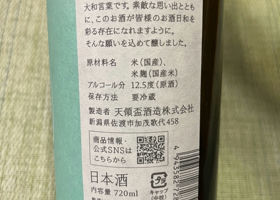 大和言葉です。素敵な思い出とと
もに、このお酒が皆様のお酒日和を
彩る存在になれますように。
そんな願いを込めて醸しました。
原材料名 米(国産)、
米麹(国産米)
アルコール分 12.5度(原酒)
保存方法 要冷蔵
製造者 天領盃酒造株式会社
新潟県佐渡市加茂歌代458
商品情報・
公式SNSは
こちらから
日本酒
内容量 720ml
キャップ